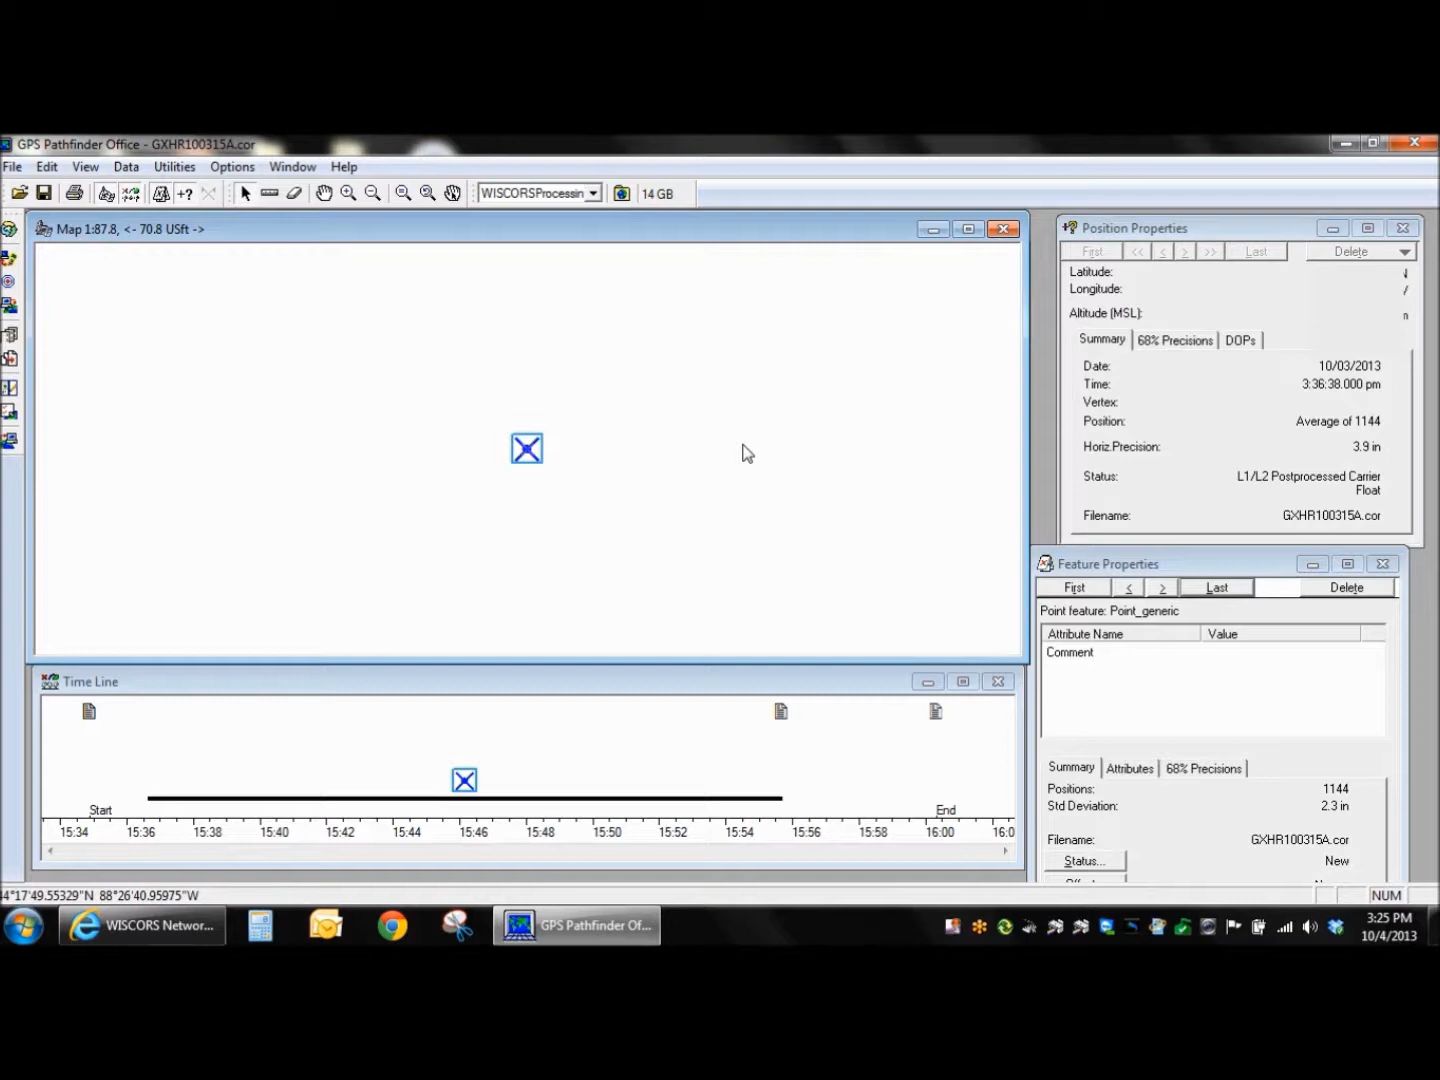 GPS Pathfinder Office - GXHR100315A.cor
File Edit View Data Utilities Options Window Help
+? WISCORSProcessin 14 GB
Map 1:87.8, <- 70.8 USft ->
Position Properties
First << < > >> Last Delete
Latitude:
Longitude:
Altitude (MSL): n
Summary 68% Precisions DOPs
Date: 10/03/2013
Time: 3:36:38.000 pm
Vertex:
Position: Average of 1144
Horiz.Precision: 3.9 in
Status: L1/L2 Postprocessed Carrier
Float
Filename: GXHR100315A.cor
Feature Properties
First < > Last Delete
Point feature: Point_generic
Attribute Name Value
Comment
Summary Attributes 68% Precisions
Positions: 1144
Std Deviation: 2.3 in
Filename: GXHR100315A.cor
Status... New
Time Line
Start End
15:34 15:36 15:38 15:40 15:42 15:44 15:46 15:48 15:50 15:52 15:54 15:56 15:58 16:00 16:0
4°17'49.55329"N 88°26'40.95975"W
NUM
WISCORS Networ...
GPS Pathfinder Of...
3:25 PM
10/4/2013